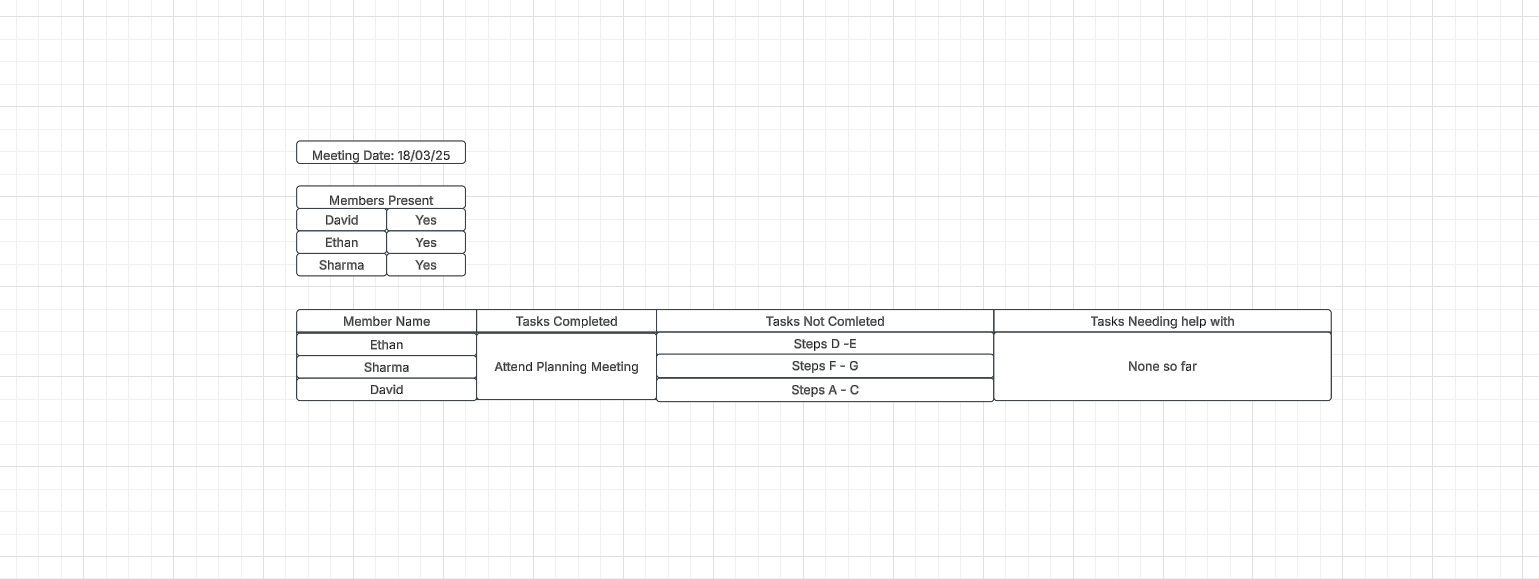 Meeting Date: 18/03/25
Members Present
David Yes
Ethan Yes
Sharma Yes
Member Name Tasks Completed Tasks Not Comleted Tasks Needing help with
Ethan Steps D -E
Sharma Attend Planning Meeting Steps F - G None so far
David Steps A - C